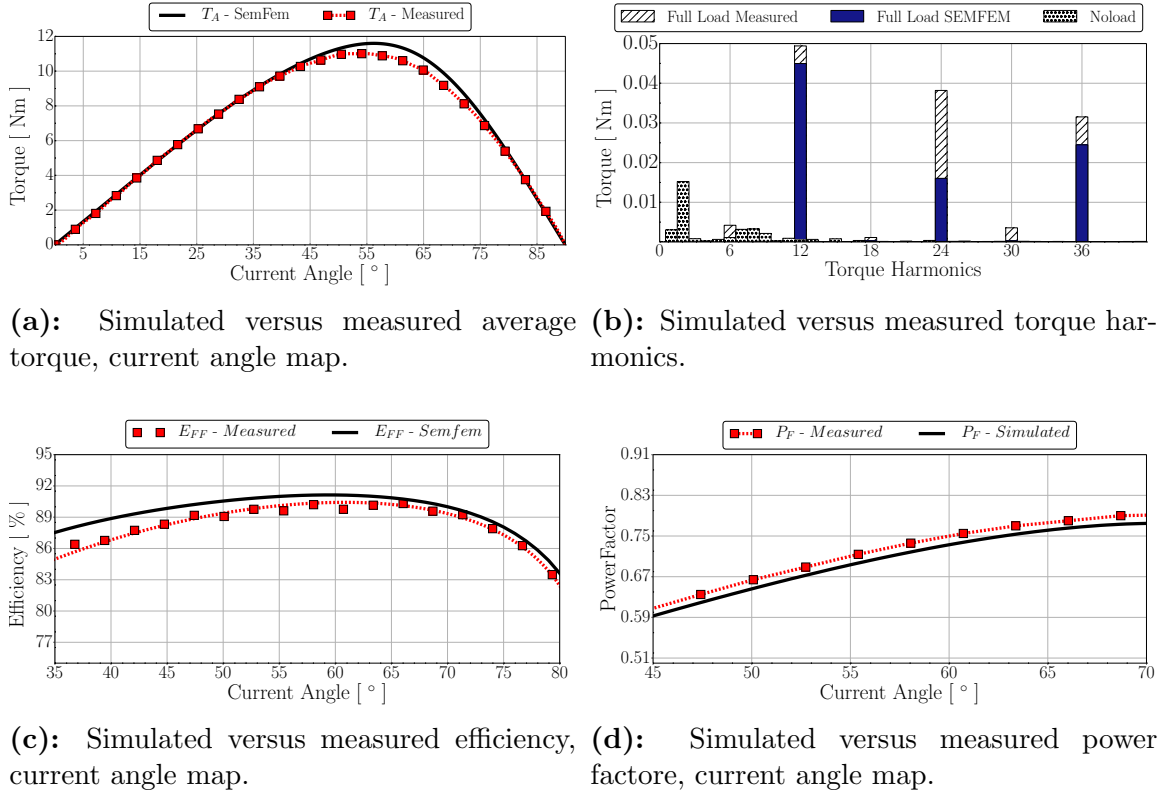 T_A - SemFem T_A - Measured
12
10
8
6
4
2
0
Torque [ Nm ]
5 15 25 35 45 55 65 75 85
Current Angle [ ° ]
Full Load Measured Full Load SEMFEM Noload
0.05
0.04
0.03
0.02
0.01
Torque [ Nm ]
0 6 12 18 24 30 36
Torque Harmonics
(a): Simulated versus measured average
torque, current angle map.
(b): Simulated versus measured torque har-
monics.
E_FF - Measured E_FF - Semfem
95
92
89
86
83
80
77
Efficiency [ % ]
35 40 45 50 55 60 65 70 75 80
Current Angle [ ° ]
P_F - Measured P_F - Simulated
0.91
0.83
0.75
0.67
0.59
0.51
PowerFactor
45 50 55 60 65 70
Current Angle [ ° ]
(c): Simulated versus measured efficiency,
current angle map.
(d): Simulated versus measured power
factore, current angle map.